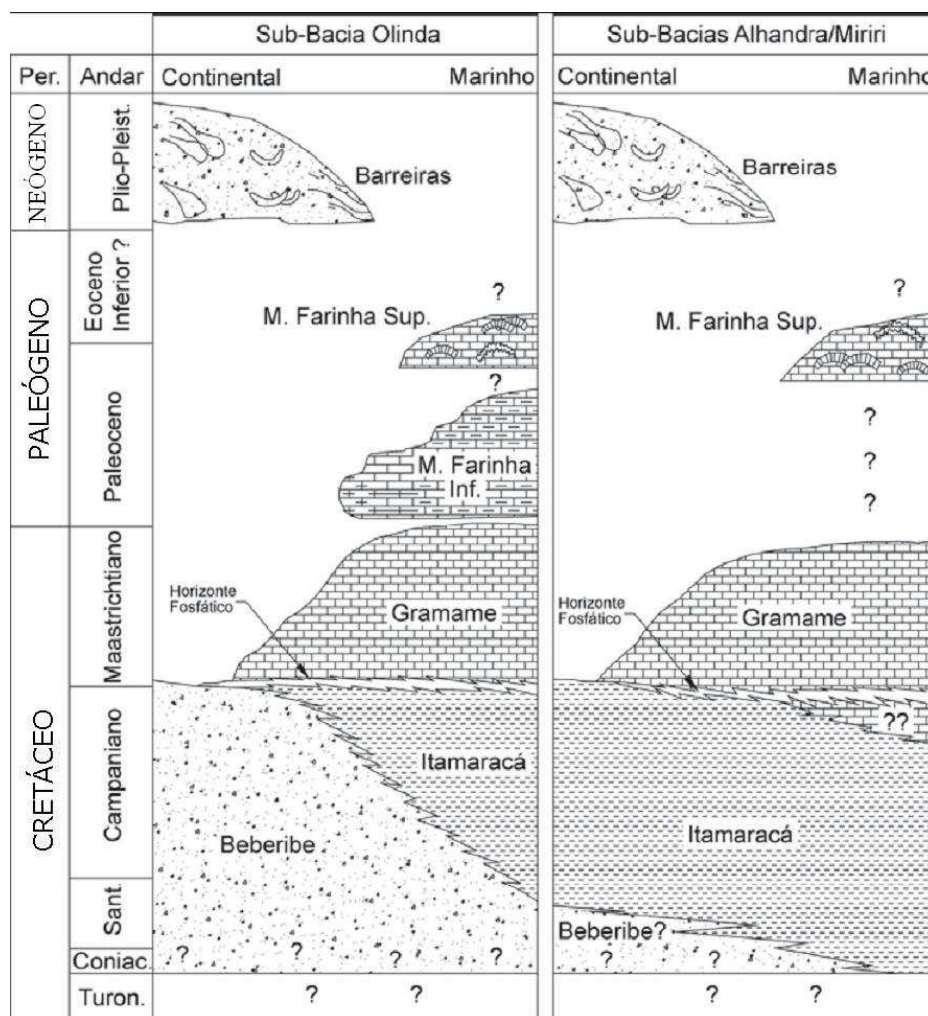 Sub-Bacia Olinda
Sub-Bacias Alhandra/Miriri
Per.
Andar
Continental
Marinho
Continental
Marinho
NEÓGENO
Plio-Pleist.
Barreiras
Barreiras
PALEÓGENO
Eoceno
Inferior ?
?
M. Farinha Sup.
?
M. Farinha Sup.
Paleoceno
?
M. Farinha
Inf.
?
?
?
CRETÁCEO
Maastrichtiano
Horizonte
Fosfático
Gramame
Horizonte
Fosfático
Gramame
Campaniano
Itamaracá
Beberibe
??
Itamaracá
Sant.
Beberibe?
Coniac.
? ? ? ?
? ?
Turon.
? ?
? ?